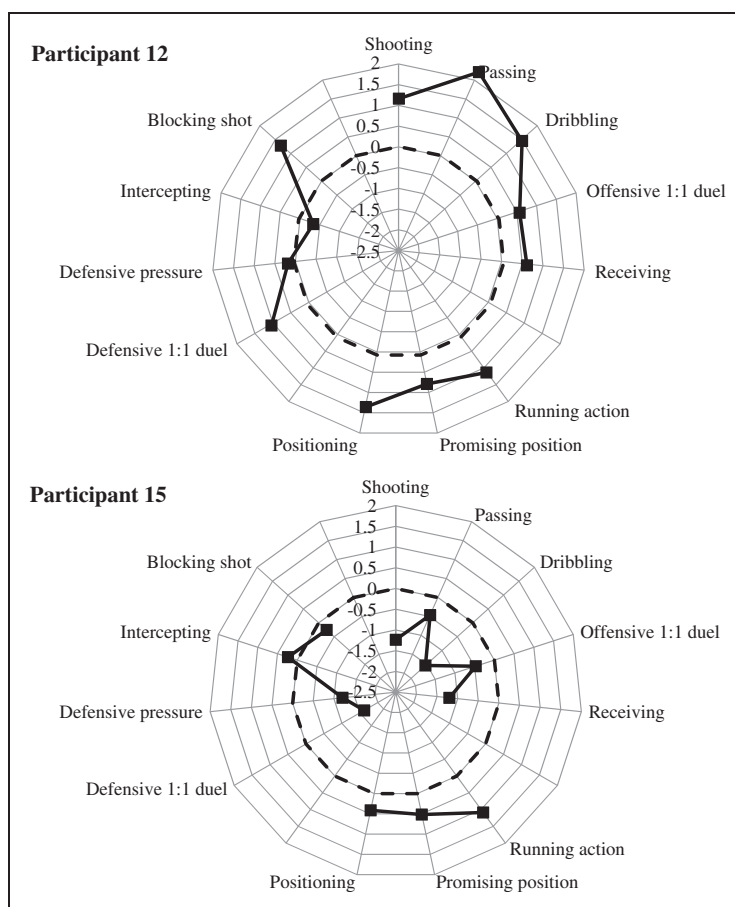 Participant 12
Shooting
Passing
Dribbling
Offensive 1:1 duel
Receiving
Running action
Promising position
Positioning
Defensive 1:1 duel
Defensive pressure
Intercepting
Blocking shot
2
1.5
1
0.5
0
-0.5
-1
-1.5
-2
-2.5
Participant 15
Shooting
Passing
Dribbling
Offensive 1:1 duel
Receiving
Running action
Promising position
Positioning
Defensive 1:1 duel
Defensive pressure
Intercepting
Blocking shot
2
1.5
1
0.5
0
-0.5
-1
-1.5
-2
-2.5